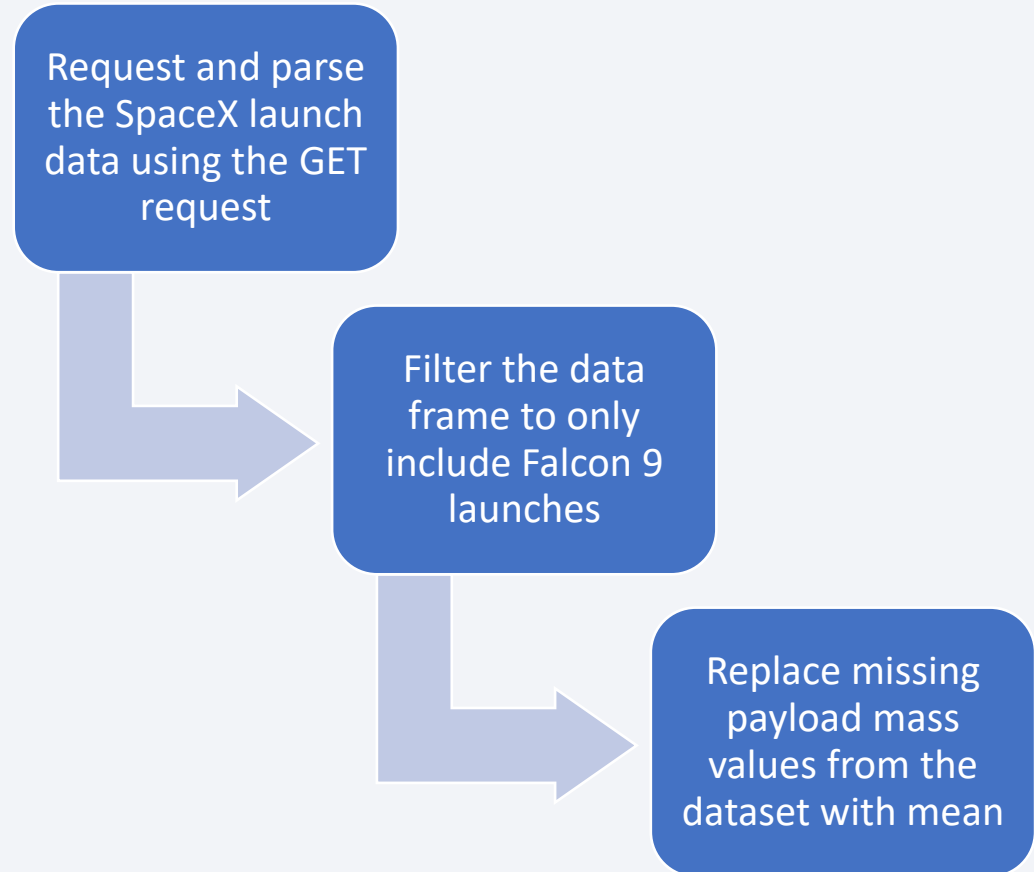 Request and parse
the SpaceX launch
data using the GET
request
Filter the data
frame to only
include Falcon 9
launches
Replace missing
payload mass
values from the
dataset with mean